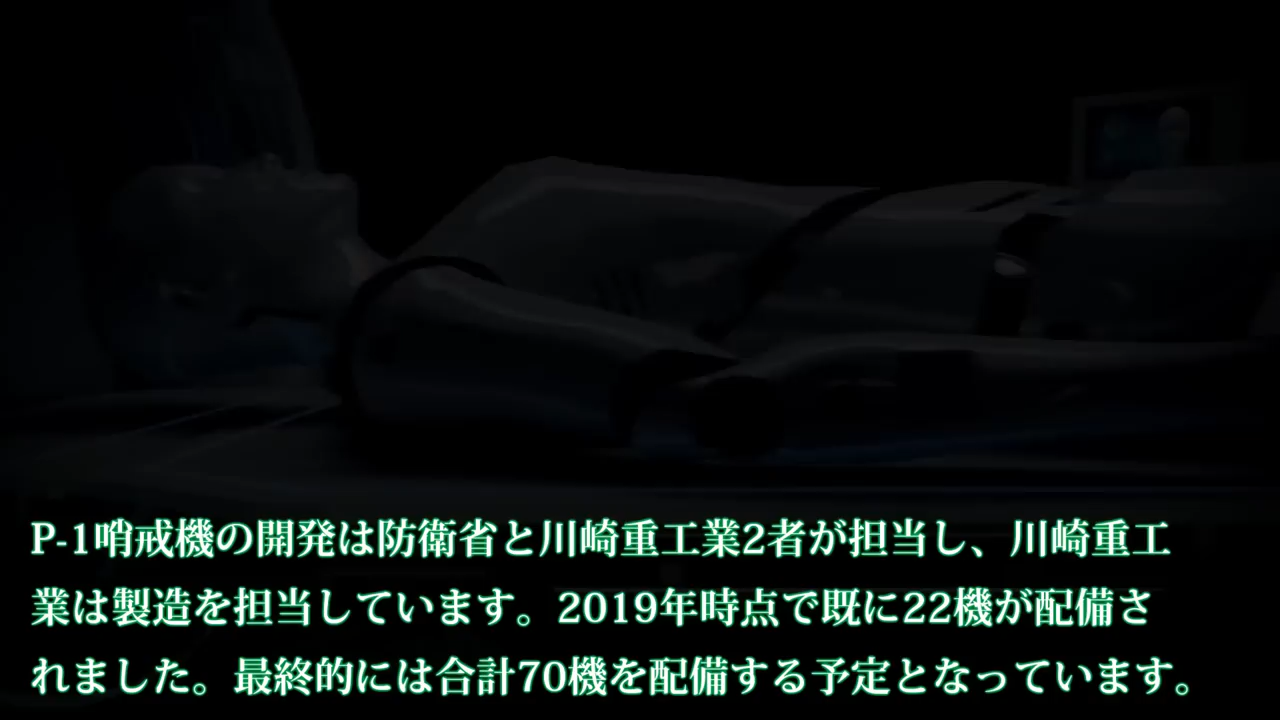 P-1哨戒機の開発は防衛省と川崎重工業2者が担当し、川崎重工
業は製造を担当しています。2019年時点で既に22機が配備さ
れました。最終的には合計70機を配備する予定となっています。